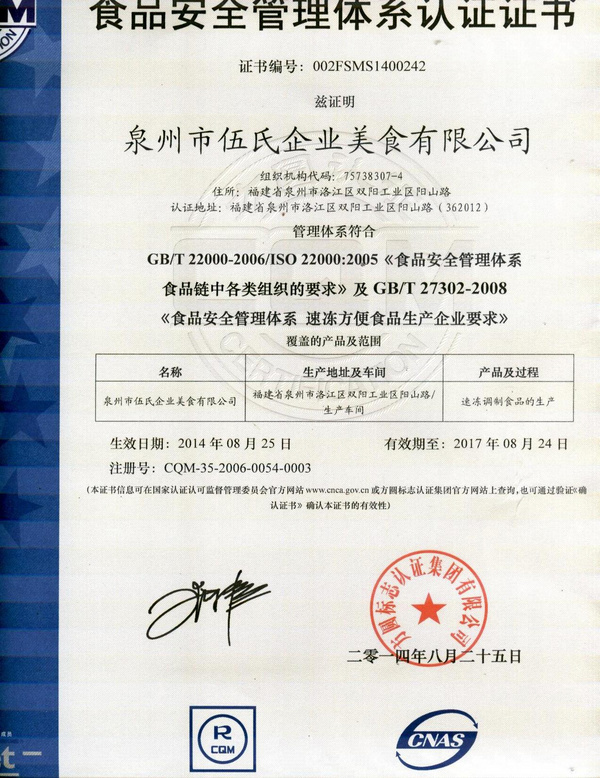 食品安全管理体系认证证书
证书编号：002FSMS1400242
兹证明
泉州市伍氏企业美食有限公司
组织机构代码：75738307-4
住所：福建省泉州市洛江区双阳工业区阳山路
认证地址：福建省泉州市洛江区双阳工业区阳山路（362012）
管理体系符合
GB/T 22000-2006/ISO 22000:2005《食品安全管理体系
食品链中各类组织的要求》及 GB/T 27302-2008
《食品安全管理体系 速冻方便食品生产企业要求》
覆盖的产品及范围
名称 生产地址及车间 产品及过程
泉州市伍氏企业美食有限公司 福建省泉州市洛江区双阳工业区阳山路/ 速冻调制食品的生产
生产车间
生效日期：2014 年 08 月 25 日 有效期至：2017 年 08 月 24 日
注册号：CQM-35-2006-0054-0003
(本证书信息可在国家认证认可监督管理委员会官方网站 www.cnca.gov.cn 或方圆标志认证集团官方网站上查询,也可通过验证《确
认证书》确认本证书的有效性)
方圆标志认证集团有限公司
二零一四年八月二十五日
R
CQM
CNAS
CQM
CERTIFICATION
成员
et